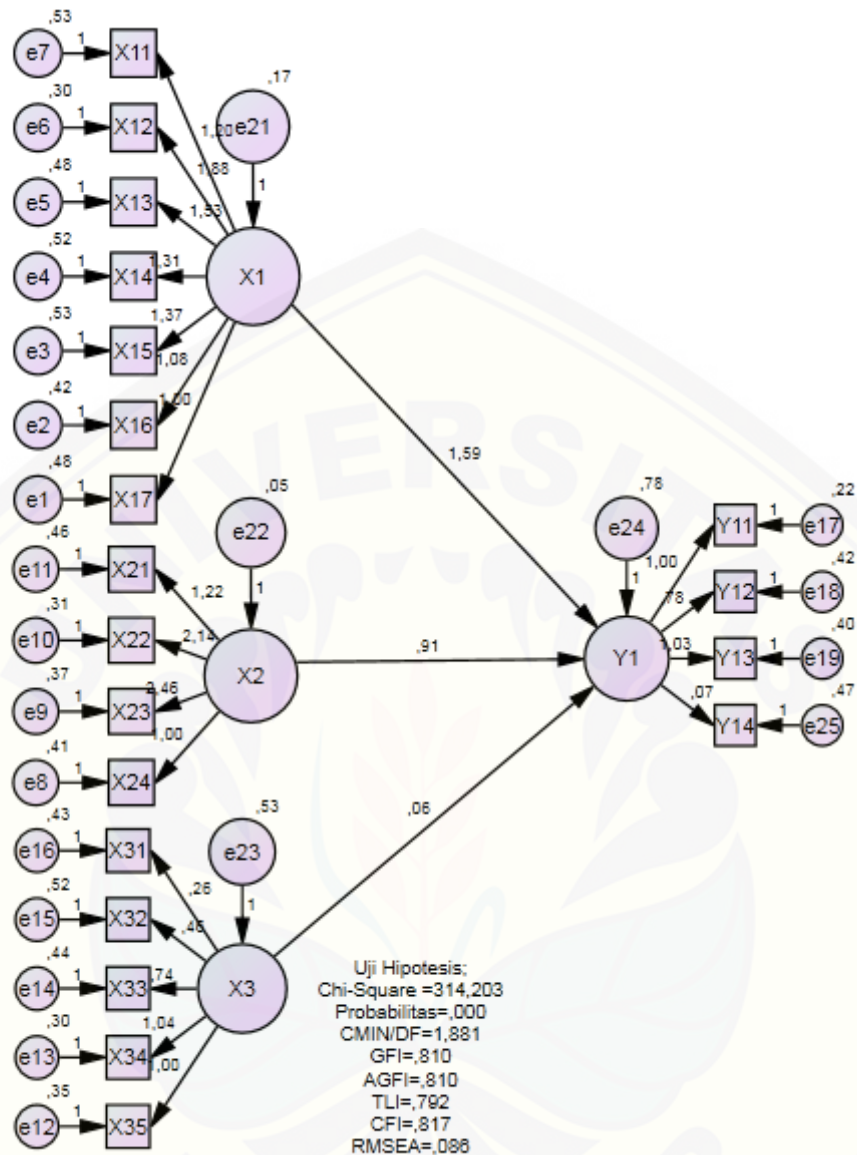 ,53
e7 1 X11
,30
e6 1 X12
,48
e5 1 X13
,52
e4 1 X14
,53
e3 1 X15
,42
e2 1 X16
,48
e1 1 X17
,17
e21
1
X1
1,20
1,88
1,53
1,31
1,37
1,08
1,00
1,59
,46
e11 1 X21
,31
e10 1 X22
,37
e9 1 X23
,41
e8 1 X24
,05
e22
1
X2
1,22
2,14
2,46
1,00
,91
,43
e16 1 X31
,52
e15 1 X32
,44
e14 1 X33
,30
e13 1 X34
,35
e12 1 X35
,53
e23
1
X3
,26
,46
,74
1,04
1,00
,06
,78
e24
1
Y1
1,00
,78
1,03
,07
,22
Y11 1 e17
,42
Y12 1 e18
,40
Y13 1 e19
,47
Y14 1 e25
Uji Hipotesis;
Chi-Square =314,203
Probabilitas=,000
CMIN/DF=1,881
GFI=,810
AGFI=,810
TLI=,792
CFI=,817
RMSEA=,086
UNIVERSITAS